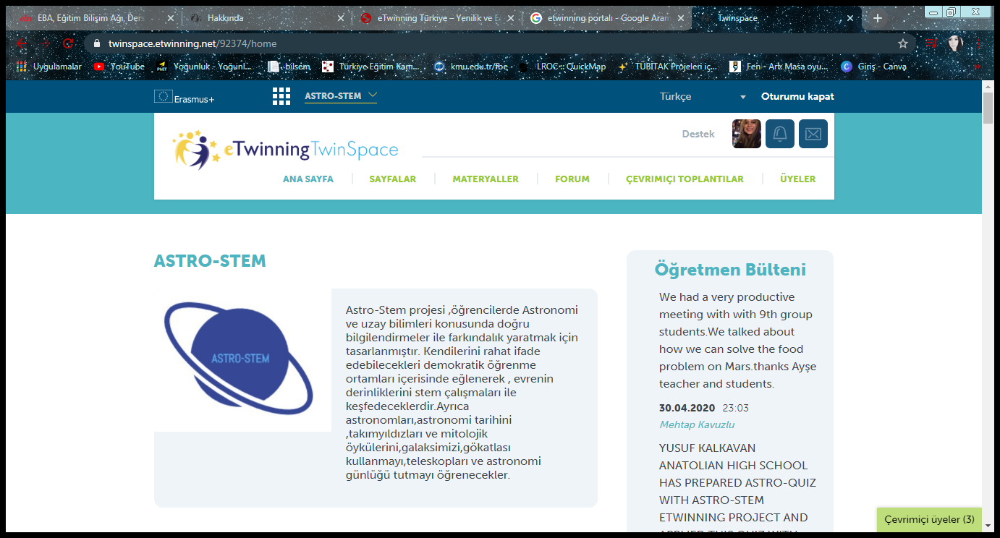 EBA, Eğitim Bilişim Ağı, Ders
Hakkında
eTwinning Türkiye – Yenilik ve E
etwinning portalı - Google Aram
Twinspace
twinspace.etwinning.net/92374/home
Uygulamalar
YouTube
Yoğunluk - Yoğunl...
bilsem
Türkiye Eğitim Kam...
kmu.edu.tr/fbe
LROC :: QuickMap
TÜBİTAK Projeleri iç...
Fen - Art: Masa oyu...
Giriş - Canva
Erasmus+
ASTRO-STEM
Türkçe
Oturumu kapat
eTwinningTwinSpace
Destek
ANA SAYFA
SAYFALAR
MATERYALLER
FORUM
ÇEVRIMIÇI TOPLANTILAR
ÜYELER
ASTRO-STEM
ASTRO-STEM
Astro-Stem projesi ,öğrencilerde Astronomi
ve uzay bilimleri konusunda doğru
bilgilendirmeler ile farkındalık yaratmak için
tasarlanmıştır. Kendilerini rahat ifade
edebilecekleri demokratik öğrenme
ortamları içerisinde eğlenerek , evrenin
derinliklerini stem çalışmaları ile
keşfedeceklerdir.Ayrıca
astronomları,astronomi tarihini
,takımyıldızları ve mitolojik
öykülerini,galaksimizi,gökatlası
kullanmayı,teleskopları ve astronomi
günlüğü tutmayı öğrenecekler.
Öğretmen Bülteni
We had a very productive
meeting with with 9th group
students.We talked about
how we can solve the food
problem on Mars.thanks Ayşe
teacher and students.
30.04.2020 23:03
Mehtap Kavuzlu
YUSUF KALKAVAN
ANATOLIAN HIGH SCHOOL
HAS PREPARED ASTRO-QUIZ
WITH ASTRO-STEM
ETWINNING PROJECT AND
APPLIED THIS QUIZ WITH
Çevrimiçi üyeler (3)